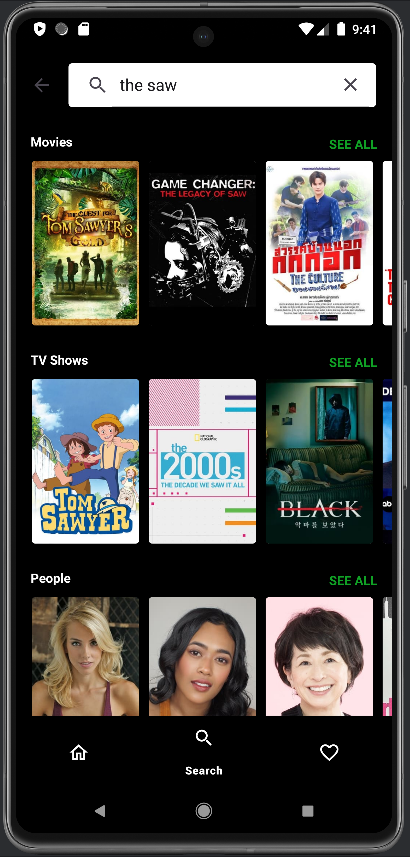 9:41
the saw
Movies
SEE ALL
THE QUEST FOR
TOM SAWYER'S
GOLD
GAME CHANGER:
THE LEGACY OF SAW
THE CULTURE
TV Shows
SEE ALL
TOM
SAWYER
NATIONAL
GEOGRAPHIC
the
2000s
THE DECADE WE SAW IT ALL
BLACK
악마를 보았다
People
SEE ALL
Search